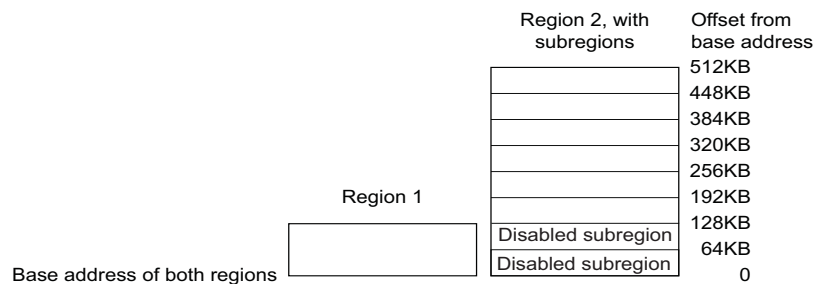 Region 2, with
subregions
Offset from
base address
512KB
448KB
384KB
320KB
256KB
Region 1
192KB
128KB
Disabled subregion
64KB
Disabled subregion
Base address of both regions
0